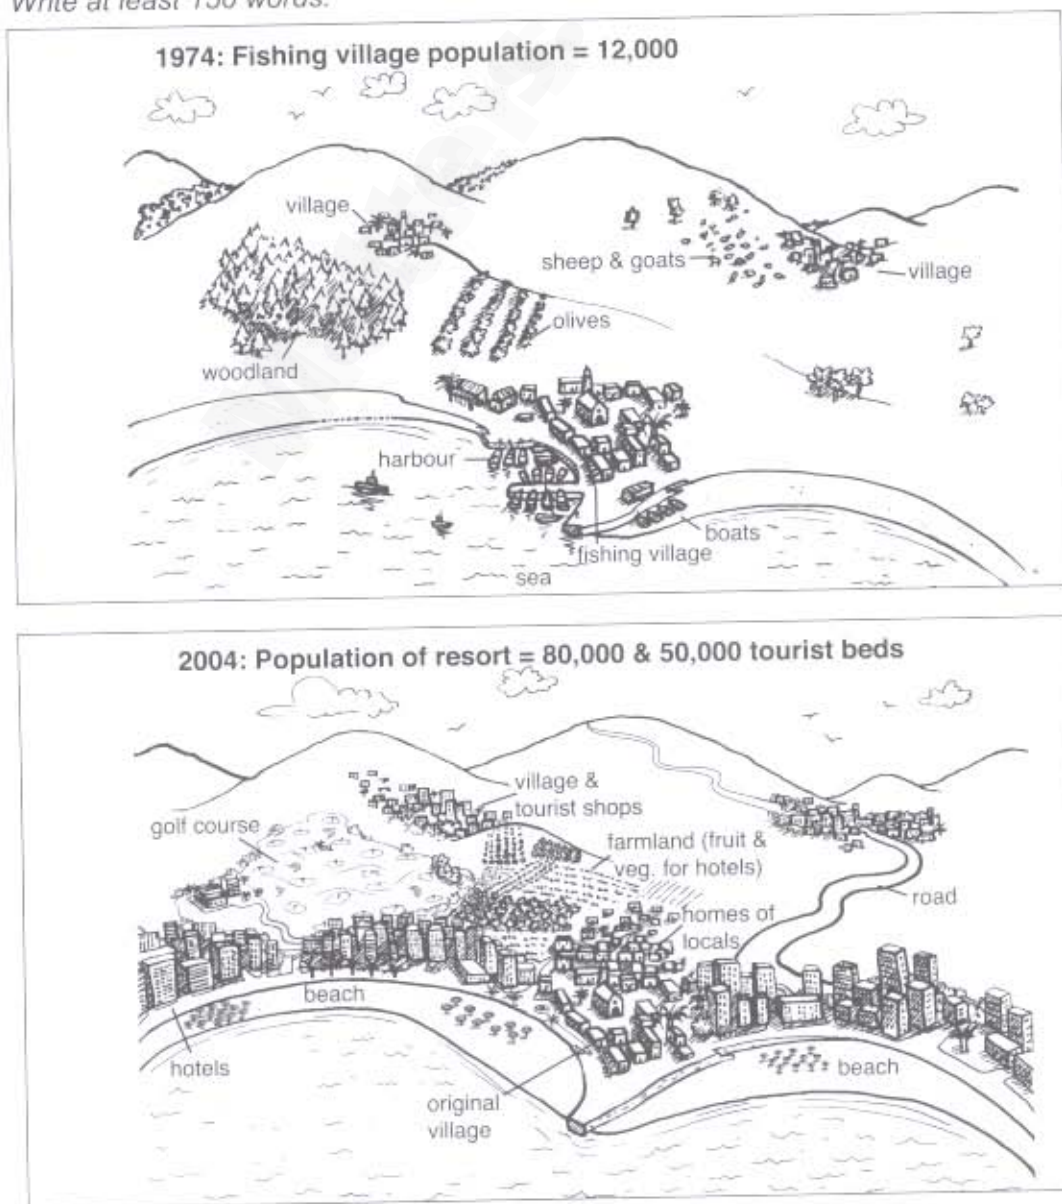 Write at least 150 words.
1974: Fishing village population = 12,000
village
sheep & goats
village
olives
woodland
harbour
boats
fishing village
sea
2004: Population of resort = 80,000 & 50,000 tourist beds
village &
tourist shops
golf course
farmland (fruit &
veg. for hotels)
road
homes of
locals
beach
hotels
beach
original
village